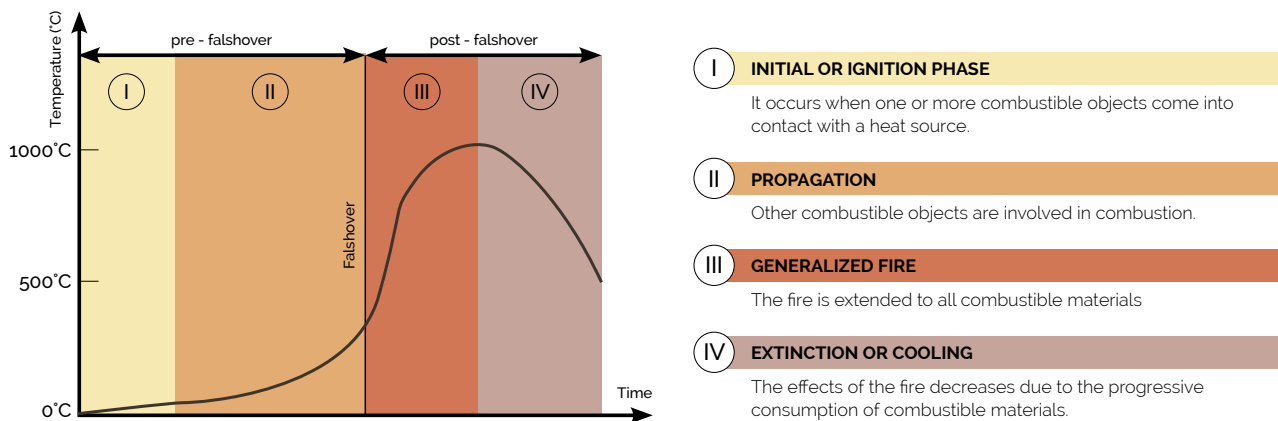 Temperature (°C)
pre - falshover
post - falshover
I
II
III
IV
1000°C
500°C
0°C
Falshover
Time
I
INITIAL OR IGNITION PHASE
It occurs when one or more combustible objects come into
contact with a heat source.
II
PROPAGATION
Other combustible objects are involved in combustion.
III
GENERALIZED FIRE
The fire is extended to all combustible materials
IV
EXTINCTION OR COOLING
The effects of the fire decreases due to the progressive
consumption of combustible materials.